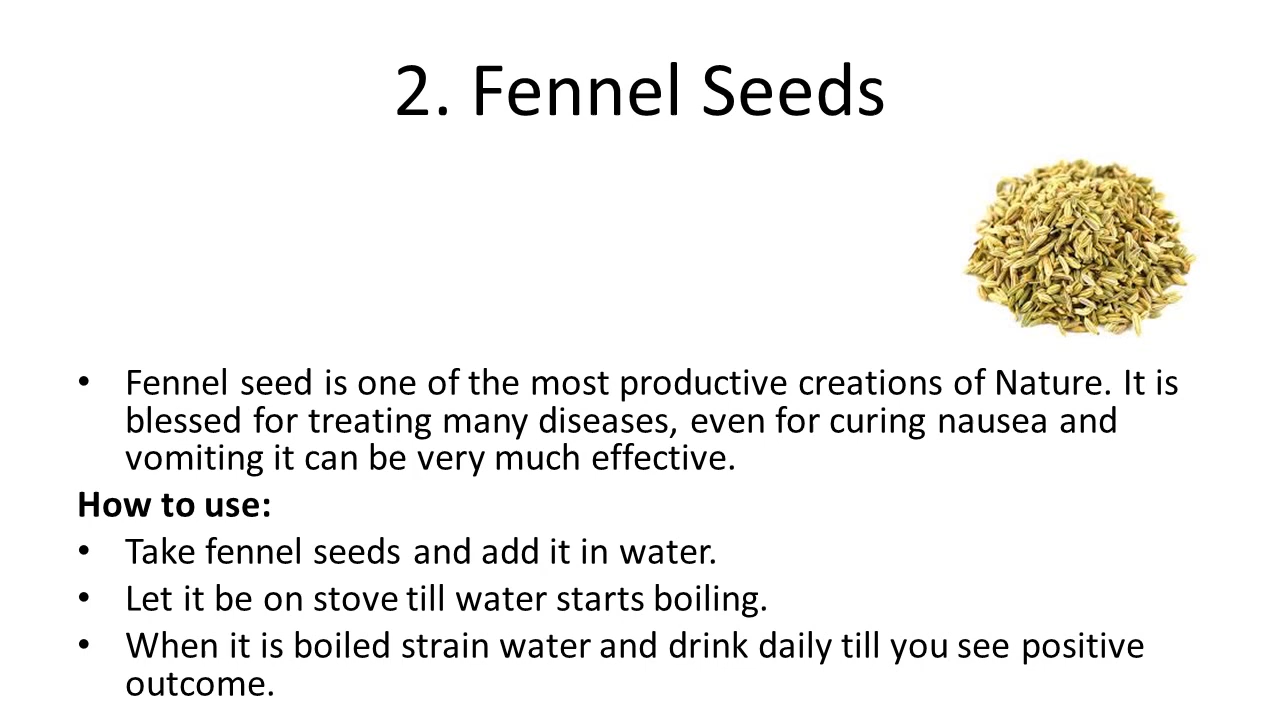 2. Fennel Seeds
• Fennel seed is one of the most productive creations of Nature. It is
blessed for treating many diseases, even for curing nausea and
vomiting it can be very much effective.
How to use:
• Take fennel seeds and add it in water.
• Let it be on stove till water starts boiling.
• When it is boiled strain water and drink daily till you see positive
outcome.